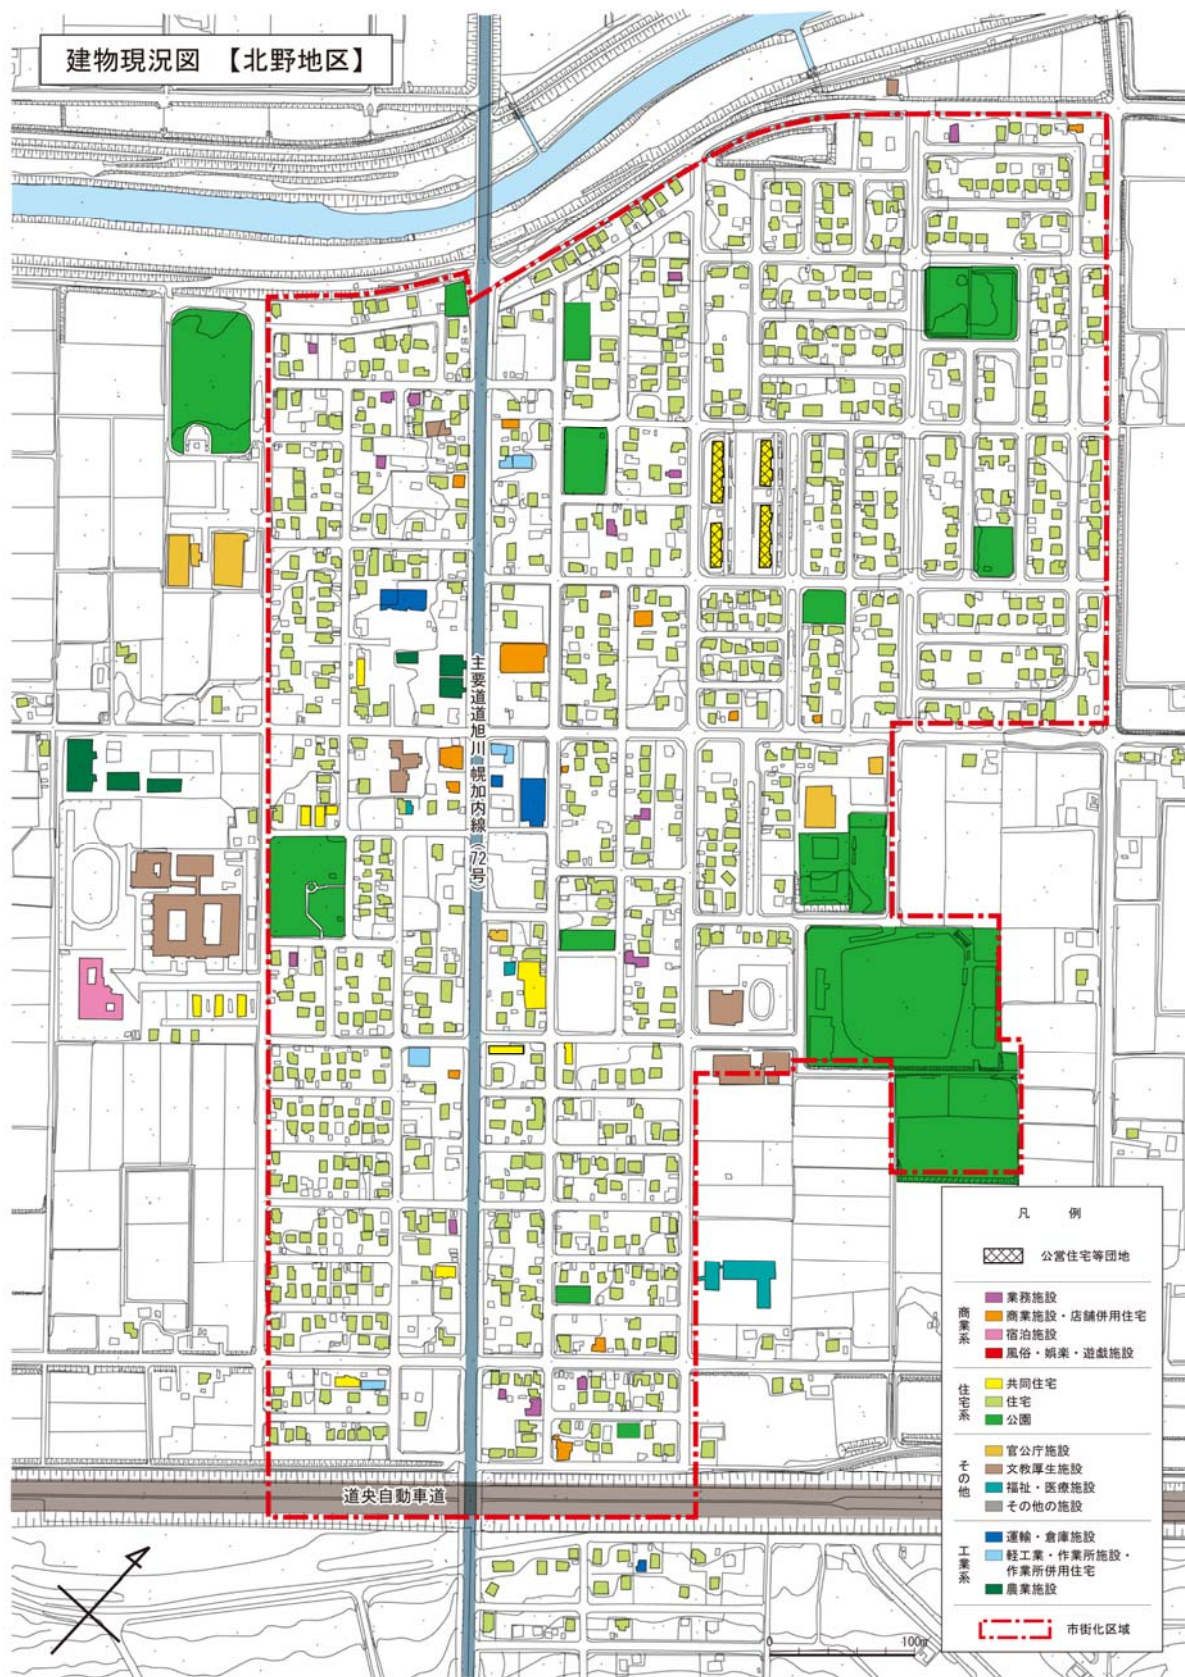 建物現況図 【北野地区】
主要道道旭川幌加内線(72号)
道央自動車道
凡 例
公営住宅等団地
商業系
業務施設
商業施設・店舗併用住宅
宿泊施設
風俗・娯楽・遊戯施設
住宅系
共同住宅
住宅
公園
その他
官公庁施設
文教厚生施設
福祉・医療施設
その他の施設
工業系
運輸・倉庫施設
軽工業・作業所施設・
作業所併用住宅
農業施設
市街化区域
0 100m